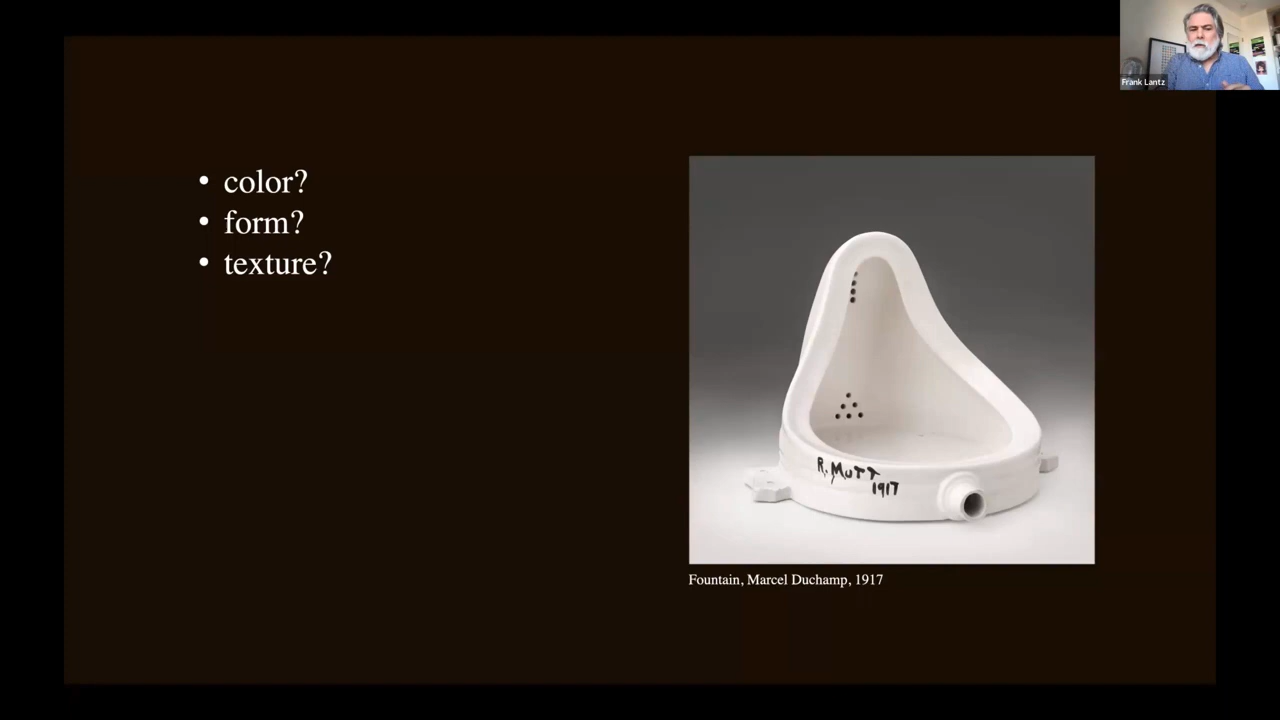 Frank Lantz
• color?
• form?
• texture?
R. MUTT
1917
Fountain, Marcel Duchamp, 1917